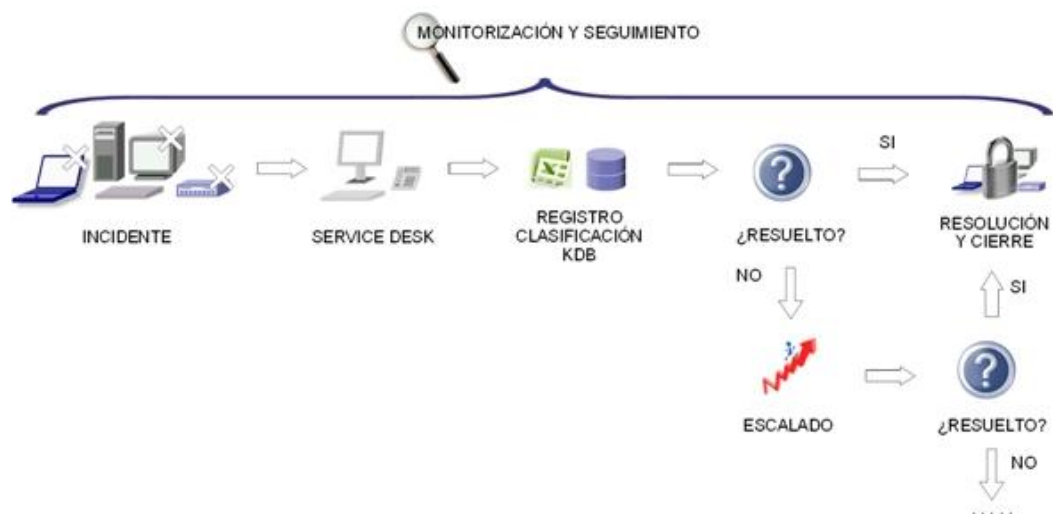 MONITORIZACIÓN Y SEGUIMIENTO
INCIDENTE
SERVICE DESK
REGISTRO
CLASIFICACIÓN
KDB
¿RESUELTO?
SI
RESOLUCIÓN
Y CIERRE
NO
SI
ESCALADO
¿RESUELTO?
NO